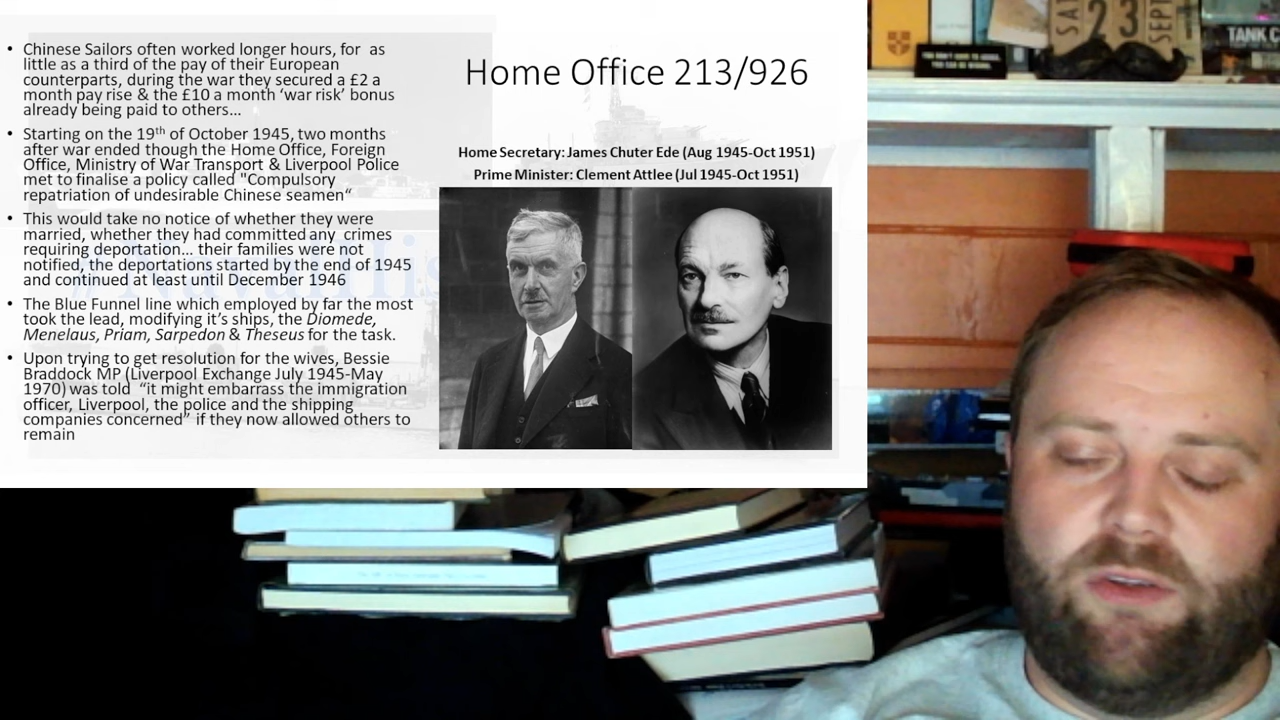 Home Office 213/926
Home Secretary: James Chuter Ede (Aug 1945-Oct 1951)
Prime Minister: Clement Attlee (Jul 1945-Oct 1951)
• Chinese Sailors often worked longer hours, for as
little as a third of the pay of their European
counterparts, during the war they secured a £2 a
month pay rise & the £10 a month ‘war risk’ bonus
already being paid to others…
• Starting on the 19th of October 1945, two months
after war ended though the Home Office, Foreign
Office, Ministry of War Transport & Liverpool Police
met to finalise a policy called "Compulsory
repatriation of undesirable Chinese seamen“
• This would take no notice of whether they were
married, whether they had committed any crimes
requiring deportation… their families were not
notified, the deportations started by the end of 1945
and continued at least until December 1946
• The Blue Funnel line which employed by far the most
took the lead, modifying it’s ships, the Diomede,
Menelaus, Priam, Sarpedon & Theseus for the task.
• Upon trying to get resolution for the wives, Bessie
Braddock MP (Liverpool Exchange July 1945-May
1970) was told “it might embarrass the immigration
officer, Liverpool, the police and the shipping
companies concerned” if they now allowed others to
remain
SAT 23 SEPT
TANK